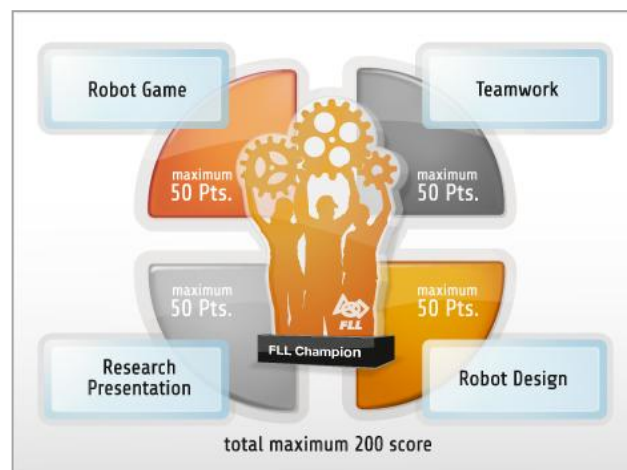 Robot Game
Teamwork
maximum
50 Pts.
maximum
50 Pts.
maximum
50 Pts.
maximum
50 Pts.
FLL
FLL Champion
Research
Presentation
Robot Design
total maximum 200 score